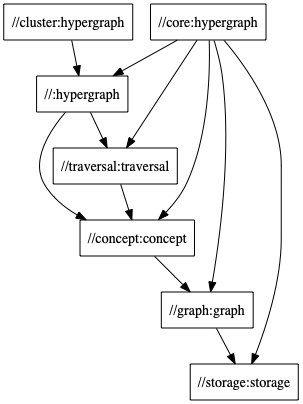 //cluster:hypergraph
//core:hypergraph
//:hypergraph
//traversal:traversal
//concept:concept
//graph:graph
//storage:storage